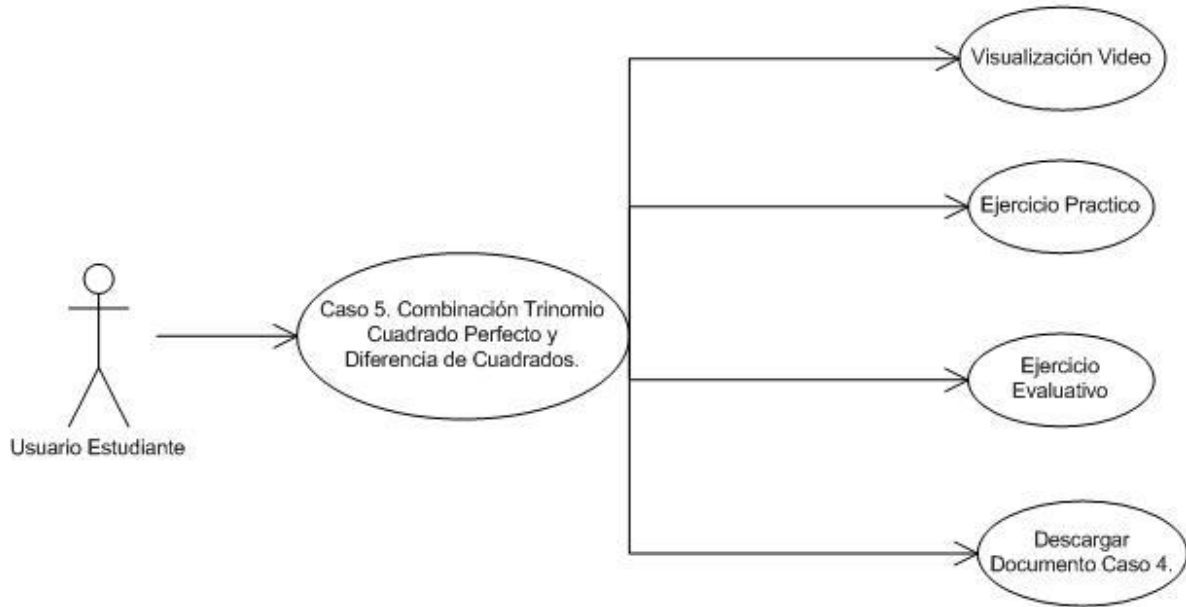 Visualización Video
Ejercicio Practico
Caso 5. Combinación Trinomio
Cuadrado Perfecto y
Diferencia de Cuadrados.
Ejercicio
Evaluativo
Usuario Estudiante
Descargar
Documento Caso 4.